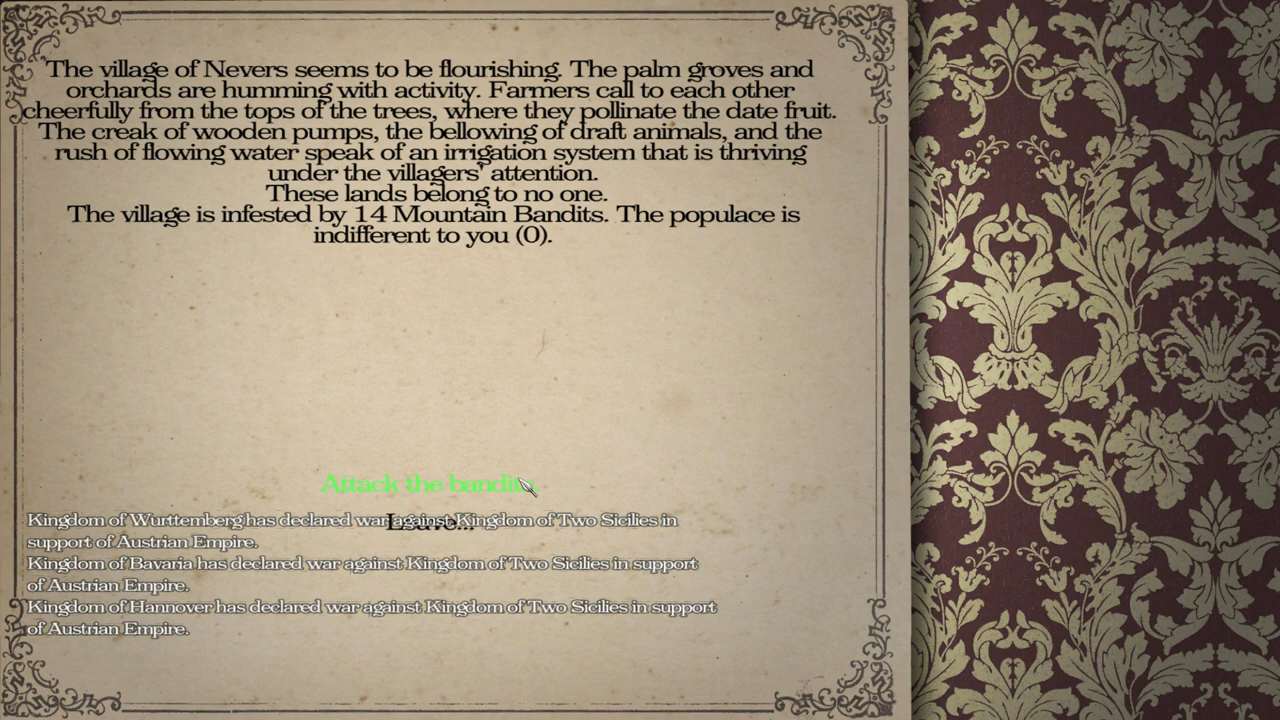 The village of Nevers seems to be flourishing. The palm groves and
orchards are humming with activity. Farmers call to each other
cheerfully from the tops of the trees, where they pollinate the date fruit.
The creak of wooden pumps, the bellowing of draft animals, and the
rush of flowing water speak of an irrigation system that is thriving
under the villagers' attention.
These lands belong to no one.
The village is infested by 14 Mountain Bandits. The populace is
indifferent to you (0).
Attack the bandits.
Kingdom of Wurttemberg has declared war against Kingdom of Two Sicilies in
Leave...
support of Austrian Empire.
Kingdom of Bavaria has declared war against Kingdom of Two Sicilies in support
of Austrian Empire.
Kingdom of Hannover has declared war against Kingdom of Two Sicilies in support
of Austrian Empire.